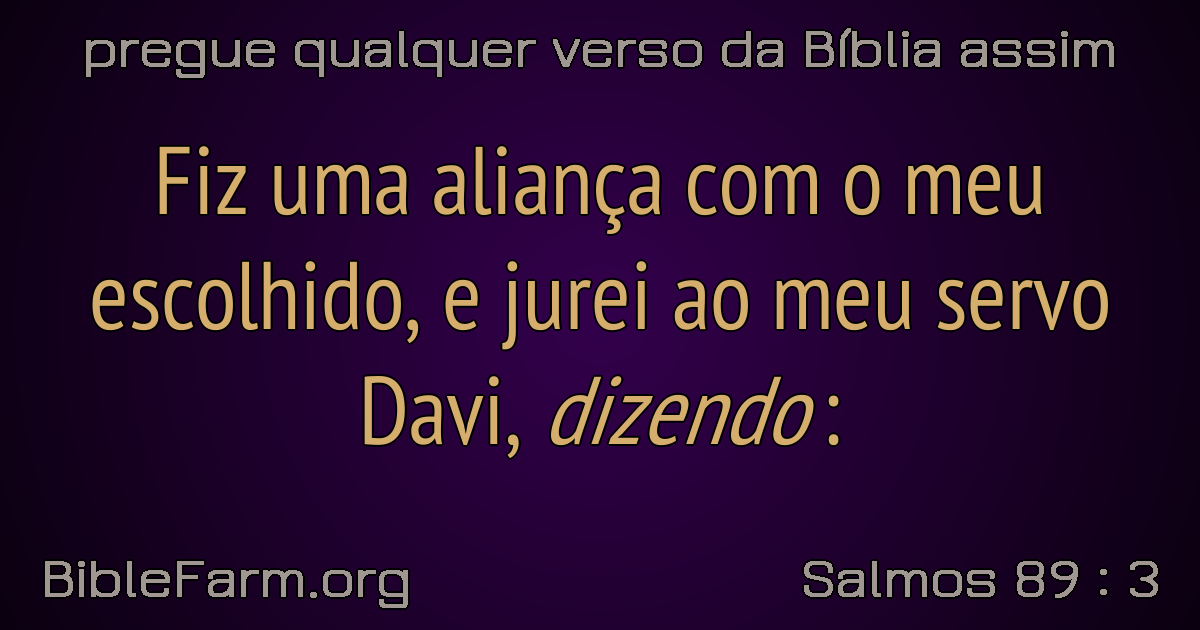 pregue qualquer verso da Bíblia assim
Fiz uma aliança com o meu
escolhido, e jurei ao meu servo
Davi, dizendo:
BibleFarm.org
Salmos 89 : 3